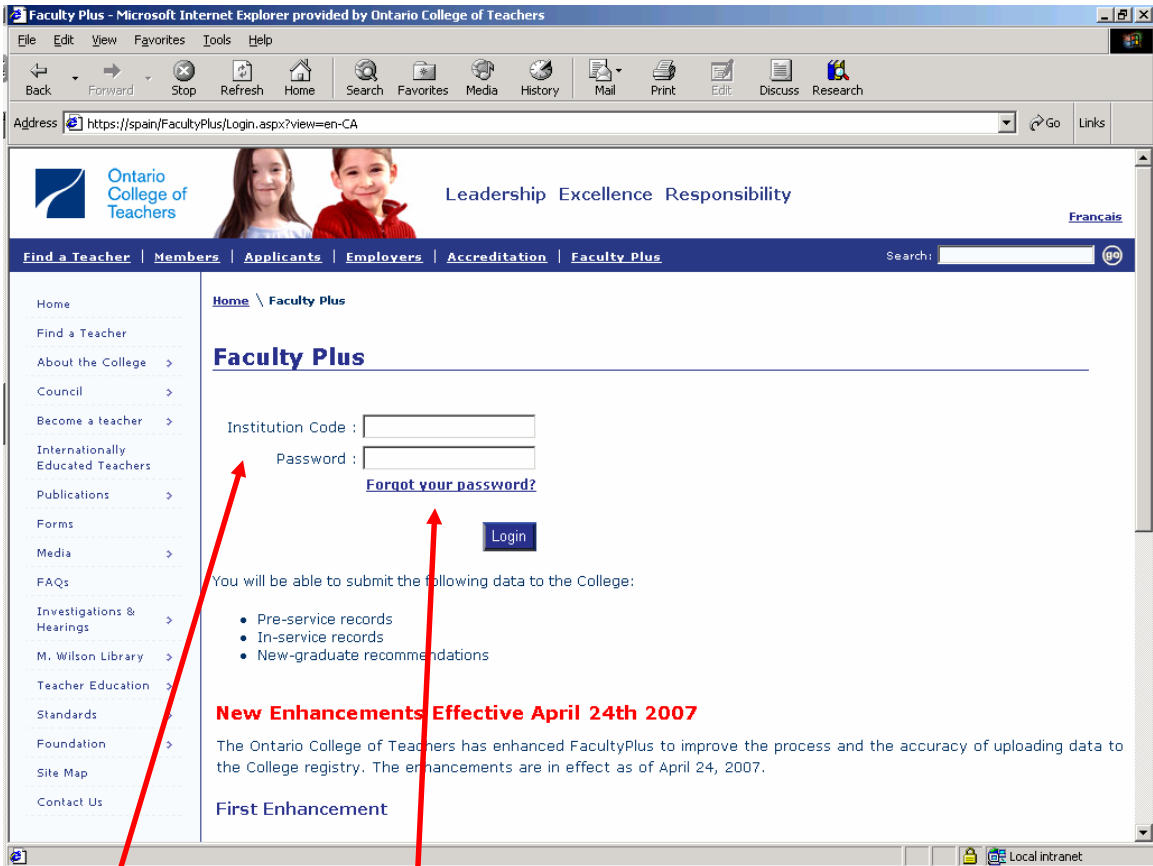 Faculty Plus - Microsoft Internet Explorer provided by Ontario College of Teachers
File Edit View Favorites Tools Help
Back Forward Stop Refresh Home Search Favorites Media History Mail Print Edit Discuss Research
Address https://spain/FacultyPlus/Login.aspx?view=en-CA Go Links
Ontario
College of
Teachers
Leadership Excellence Responsibility
Français
Find a Teacher | Members | Applicants | Employers | Accreditation | Faculty Plus Search: go
Home
Find a Teacher
About the College >
Council >
Become a teacher >
Internationally
Educated Teachers
Publications >
Forms
Media >
FAQs
Investigations &
Hearings >
M. Wilson Library >
Teacher Education >
Standards >
Foundation >
Site Map
Contact Us
Home \ Faculty Plus
Faculty Plus
Institution Code :
Password :
Forgot your password?
Login
You will be able to submit the following data to the College:
• Pre-service records
• In-service records
• New-graduate recommendations
New Enhancements Effective April 24th 2007
The Ontario College of Teachers has enhanced FacultyPlus to improve the process and the accuracy of uploading data to
the College registry. The enhancements are in effect as of April 24, 2007.
First Enhancement
Local intranet